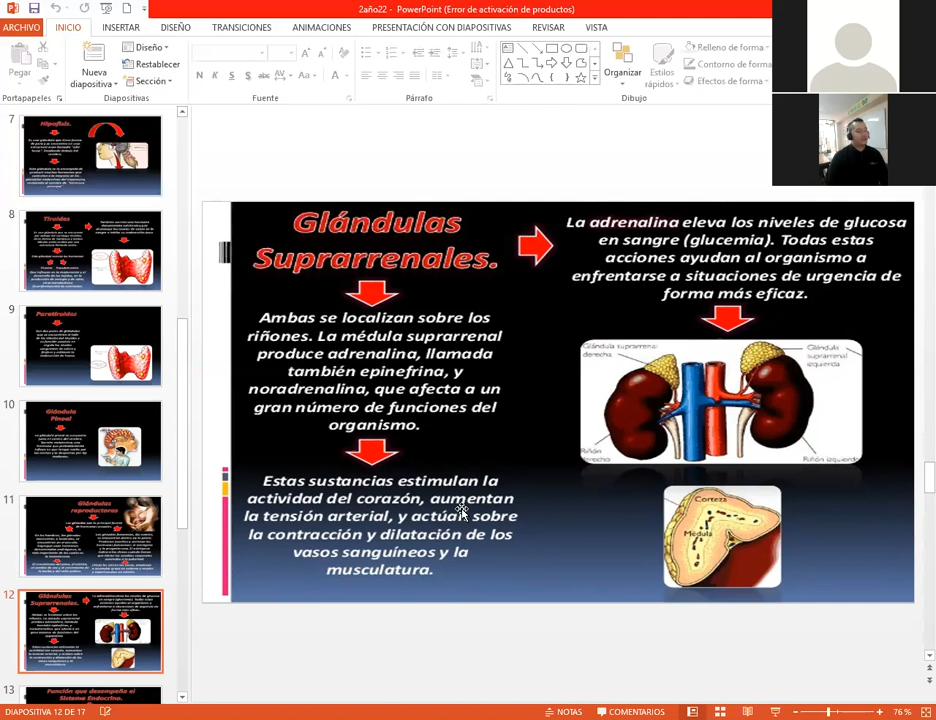 2año22 - PowerPoint (Error de activación de productos)
ARCHIVO INICIO INSERTAR DISEÑO TRANSICIONES ANIMACIONES PRESENTACIÓN CON DIAPOSITIVAS REVISAR VISTA
Pegar
Nueva
diapositiva
Diseño
Restablecer
Sección
N K S S abc AV Aa A
Organizar
Estilos
rápidos
Relleno de forma
Contorno de forma
Efectos de forma
Portapapeles Diapositivas Fuente Párrafo Dibujo
7
Hipofisis.
8
Tiroides
9
Paratiroides
10
Glándula
Pineal
11
Glándulas
reproductoras
12
Glándulas
Suprarrenales.
13
Función que desempeña el
Sistema Endocrino.
Glándulas
Suprarrenales.
Ambas se localizan sobre los
riñones. La médula suprarrenal
produce adrenalina, llamada
también epinefrina, y
noradrenalina, que afecta a un
gran número de funciones del
organismo.
Estas sustancias estimulan la
actividad del corazón, aumentan
la tensión arterial, y actúan sobre
la contracción y dilatación de los
vasos sanguíneos y la
musculatura.
La adrenalina eleva los niveles de glucosa
en sangre (glucemia). Todas estas
acciones ayudan al organismo a
enfrentarse a situaciones de urgencia de
forma más eficaz.
Glándula suprarrenal
derecha
Glándula
suprarrenal
izquierda
Riñón
derecho
Riñón izquierdo
Corteza
Médula
DIAPOSITIVA 12 DE 17 NOTAS COMENTARIOS 76 %